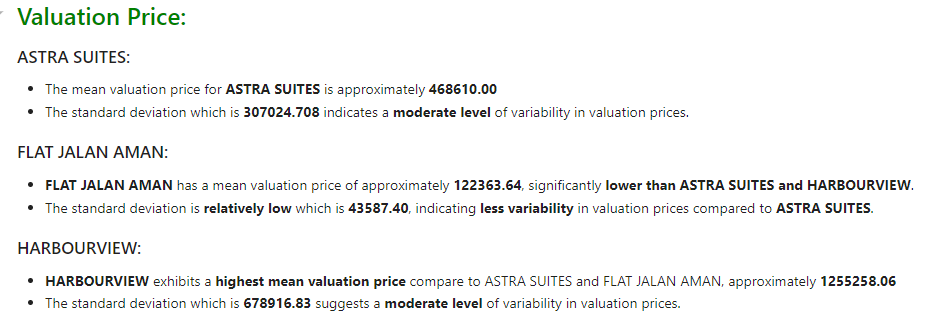 Valuation Price:
ASTRA SUITES:
• The mean valuation price for ASTRA SUITES is approximately 468610.00
• The standard deviation which is 307024.708 indicates a moderate level of variability in valuation prices.
FLAT JALAN AMAN:
• FLAT JALAN AMAN has a mean valuation price of approximately 122363.64, significantly lower than ASTRA SUITES and HARBOURVIEW.
• The standard deviation is relatively low which is 43587.40, indicating less variability in valuation prices compared to ASTRA SUITES.
HARBOURVIEW:
• HARBOURVIEW exhibits a highest mean valuation price compare to ASTRA SUITES and FLAT JALAN AMAN, approximately 1255258.06
• The standard deviation which is 678916.83 suggests a moderate level of variability in valuation prices.